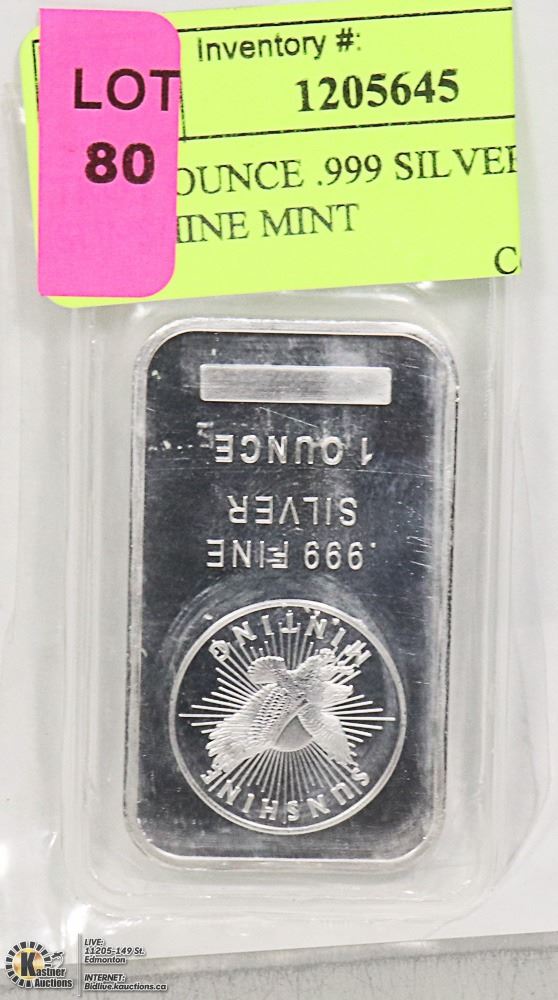 Inventory #:
LOT
80
1205645
OUNCE .999 SILVER
MINT
1 OUNCE
SILVER
.999 FINE
MINTING
SUNSHINE
LIVE:
11205-149 St.
Edmonton
INTERNET:
Bidlive.kauctions.ca
Kastner
Auctions